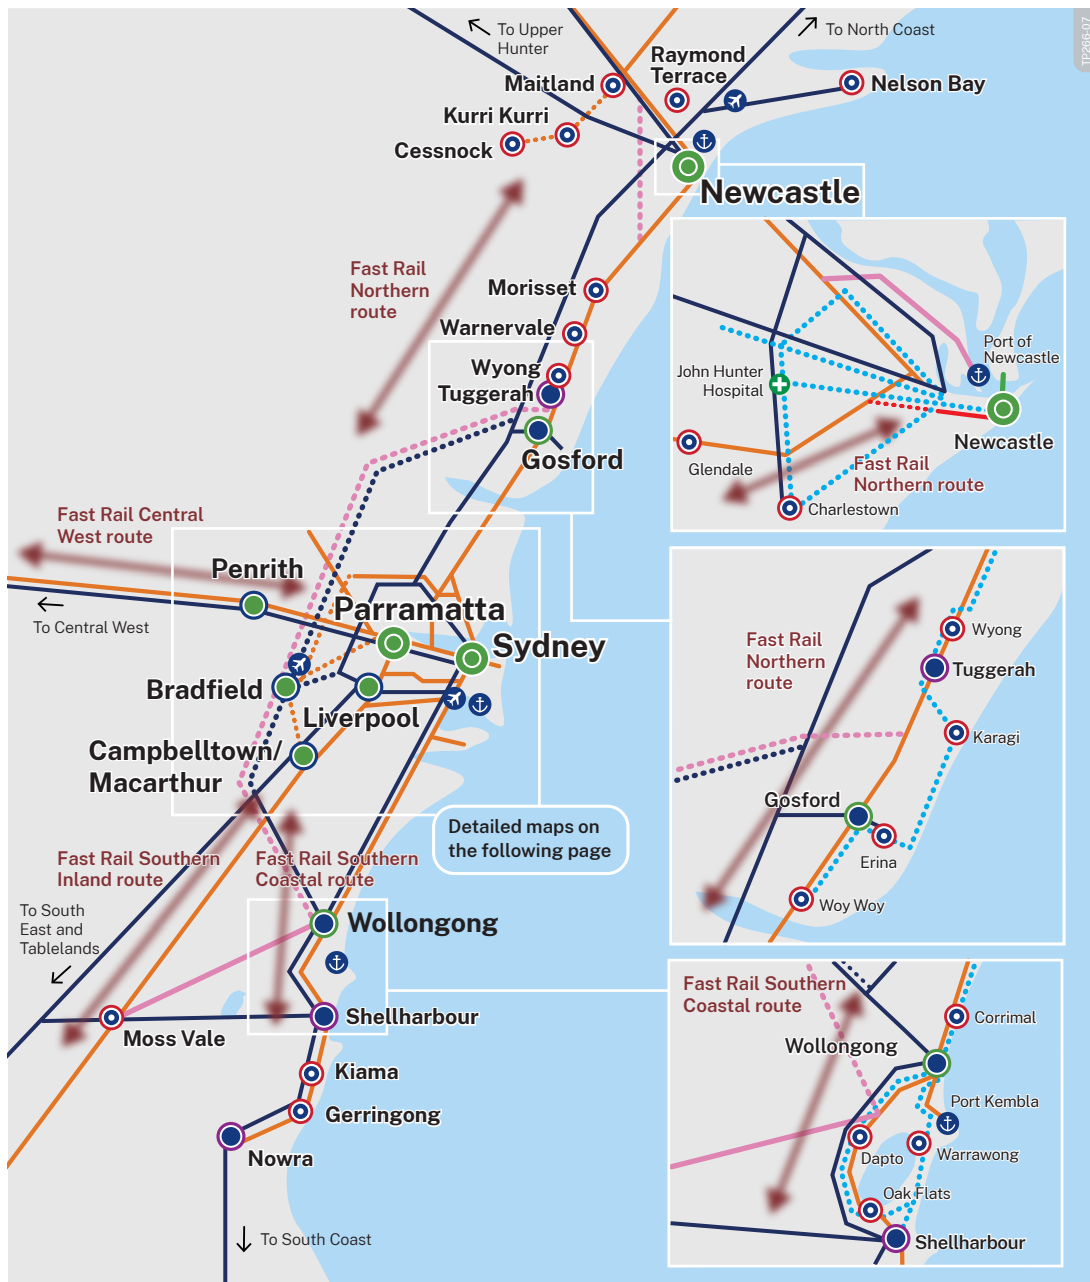 To Upper
Hunter
To North Coast
TP266-07
Raymond
Terrace
Maitland
Nelson Bay
Kurri Kurri
Cessnock
Newcastle
Fast Rail
Northern
route
Morisset
Warnervale
Wyong
Tuggerah
Gosford
Port of
Newcastle
John Hunter
Hospital
Newcastle
Glendale
Fast Rail
Northern route
Charlestown
Fast Rail Central
West route
Penrith
To Central West
Parramatta
Sydney
Bradfield
Liverpool
Campbelltown/
Macarthur
Fast Rail
Northern
route
Wyong
Tuggerah
Karagi
Gosford
Erina
Woy Woy
Detailed maps on
the following page
Fast Rail Southern
Inland route
Fast Rail Southern
Coastal route
To South
East and
Tablelands
Wollongong
Moss Vale
Shellharbour
Kiama
Gerringong
Nowra
To South Coast
Fast Rail Southern
Coastal route
Corrimal
Wollongong
Port Kembla
Dapto
Warrawong
Oak Flats
Shellharbour